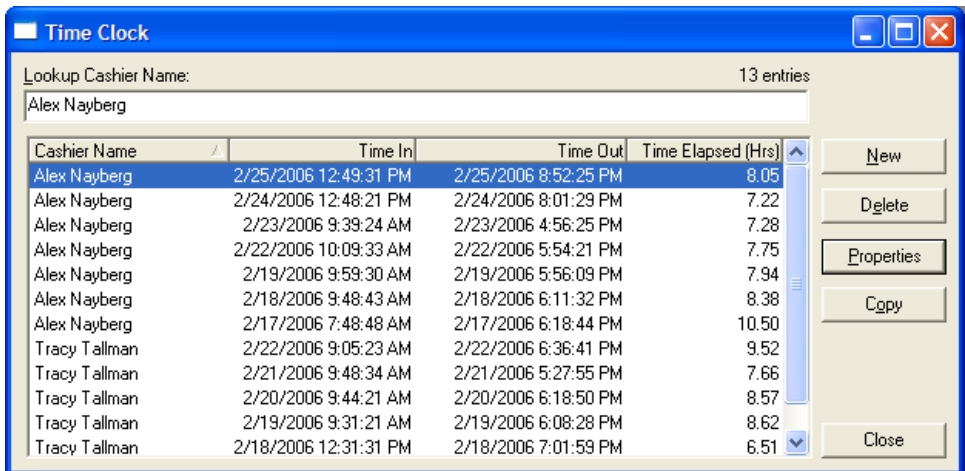 Time Clock
Lookup Cashier Name: 13 entries
Alex Nayberg
Cashier Name Time In Time Out Time Elapsed (Hrs)
Alex Nayberg 2/25/2006 12:49:31 PM 2/25/2006 8:52:25 PM 8.05
Alex Nayberg 2/24/2006 12:48:21 PM 2/24/2006 8:01:29 PM 7.22
Alex Nayberg 2/23/2006 9:39:24 AM 2/23/2006 4:56:25 PM 7.28
Alex Nayberg 2/22/2006 10:09:33 AM 2/22/2006 5:54:21 PM 7.75
Alex Nayberg 2/19/2006 9:59:30 AM 2/19/2006 5:56:09 PM 7.94
Alex Nayberg 2/18/2006 9:48:43 AM 2/18/2006 6:11:32 PM 8.38
Alex Nayberg 2/17/2006 7:48:48 AM 2/17/2006 6:18:44 PM 10.50
Tracy Tallman 2/22/2006 9:05:23 AM 2/22/2006 6:36:41 PM 9.52
Tracy Tallman 2/21/2006 9:48:34 AM 2/21/2006 5:27:55 PM 7.66
Tracy Tallman 2/20/2006 9:44:21 AM 2/20/2006 6:18:50 PM 8.57
Tracy Tallman 2/19/2006 9:31:21 AM 2/19/2006 6:08:28 PM 8.62
Tracy Tallman 2/18/2006 12:31:31 PM 2/18/2006 7:01:59 PM 6.51
New
Delete
Properties
Copy
Close